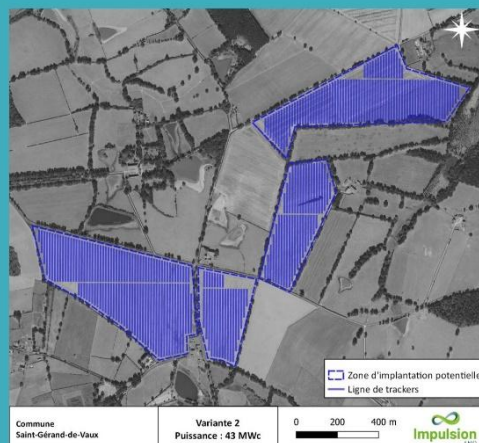 Zone d'implantation potentielle
Ligne de trackers
Commune
Saint-Gérand-de-Vaux
Variante 2
Puissance : 43 MWc
0 200 400 m
Impulsion